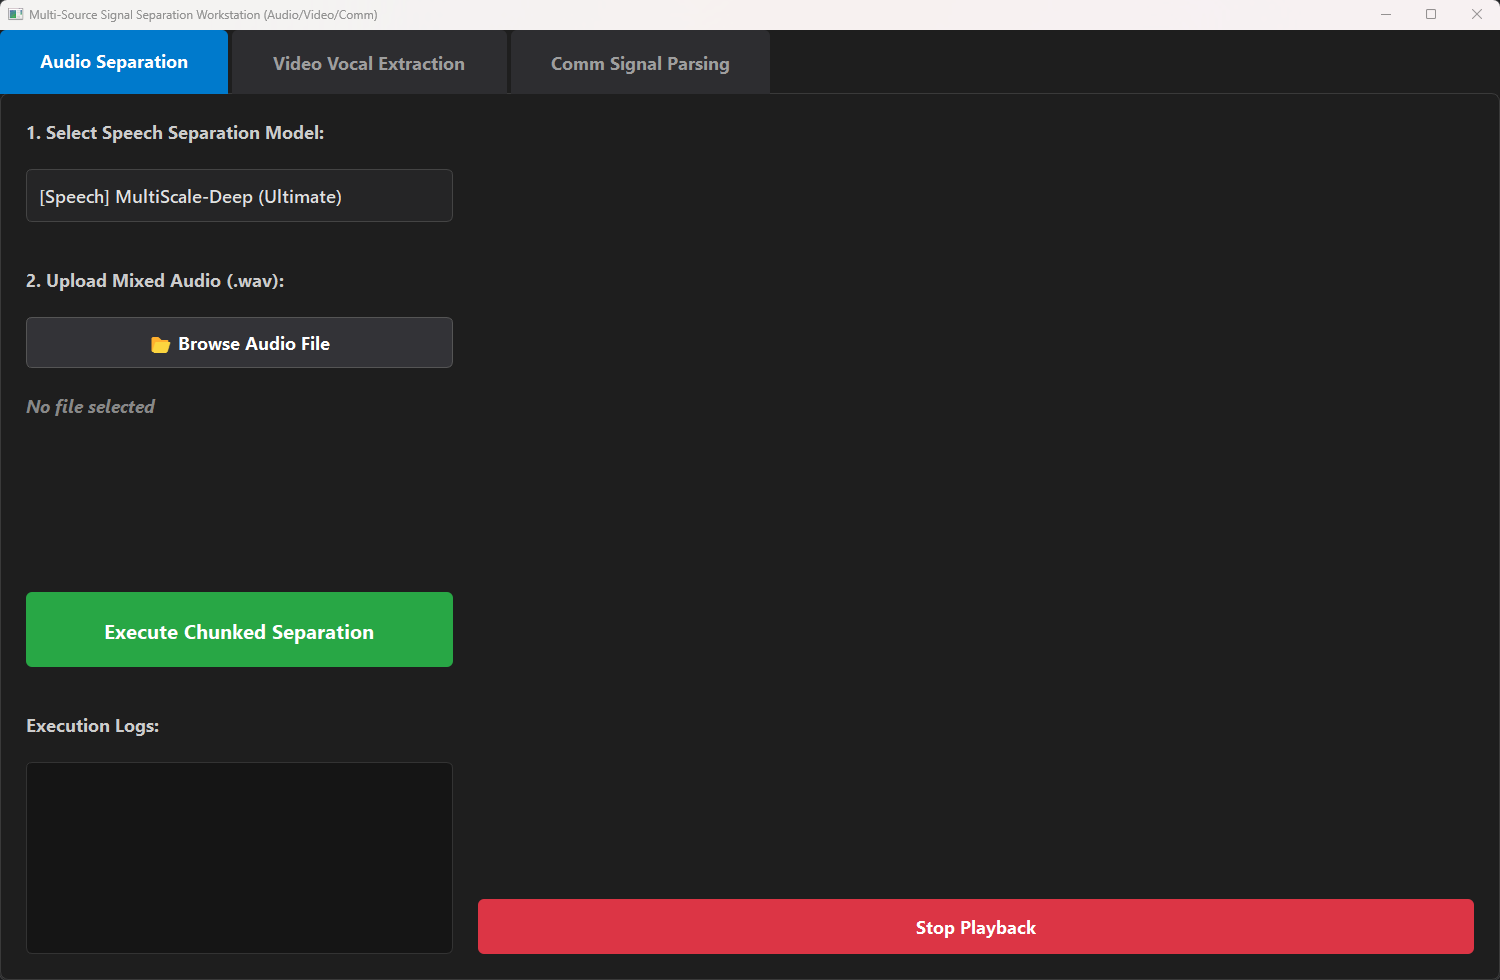 Multi-Source Signal Separation Workstation (Audio/Video/Comm)
Audio Separation
Video Vocal Extraction
Comm Signal Parsing
1. Select Speech Separation Model:
[Speech] MultiScale-Deep (Ultimate)
2. Upload Mixed Audio (.wav):
Browse Audio File
No file selected
Execute Chunked Separation
Execution Logs:
Stop Playback